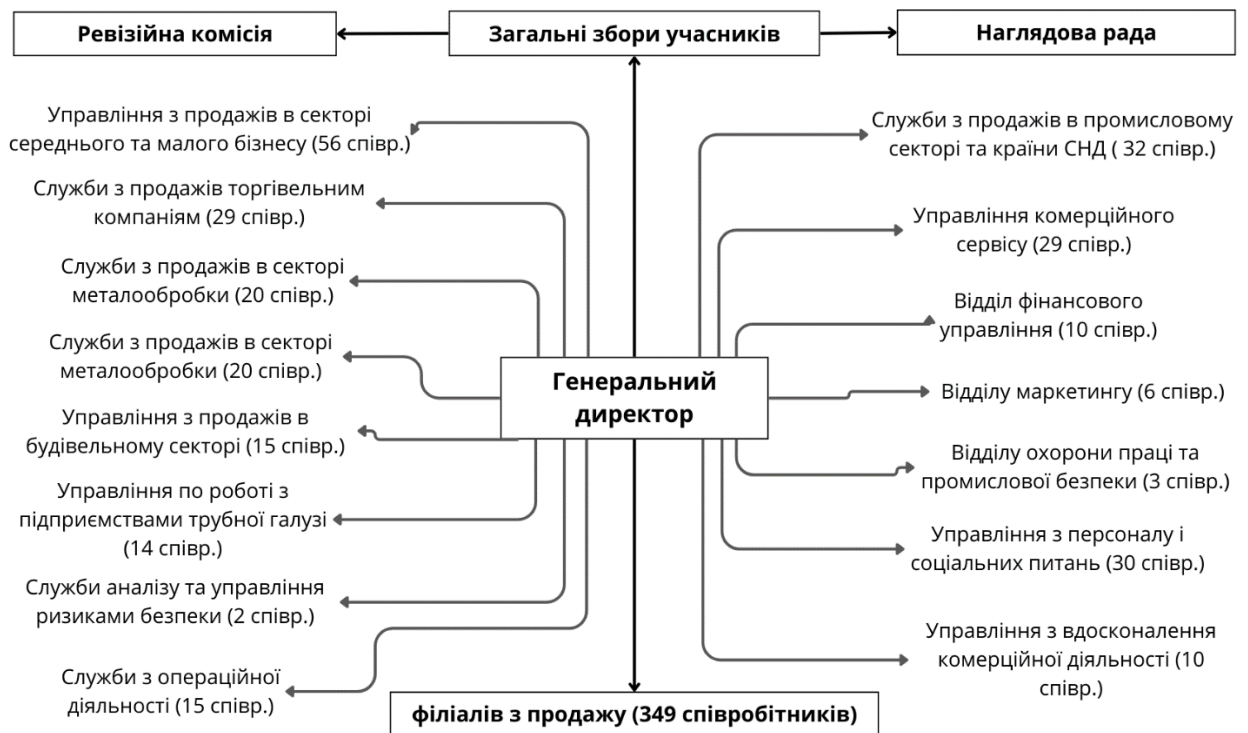 Ревізійна комісія
Загальні збори учасників
Наглядова рада
Управління з продажів в секторі
середнього та малого бізнесу (56 співр.)
Служби з продажів торгівельним
компаніям (29 співр.)
Служби з продажів в секторі
металообробки (20 співр.)
Служби з продажів в секторі
металообробки (20 співр.)
Управління з продажів в
будівельному секторі (15 співр.)
Управління по роботі з
підприємствами трубної галузі
(14 співр.)
Служби аналізу та управління
ризиками безпеки (2 співр.)
Служби з операційної
діяльності (15 співр.)
Генеральний
директор
філіалів з продажу (349 співробітників)
Служби з продажів в промисловому
секторі та країни СНД ( 32 співр.)
Управління комерційного
сервісу (29 співр.)
Відділ фінансового
управління (10 співр.)
Відділу маркетингу (6 співр.)
Відділу охорони праці та
промислової безпеки (3 співр.)
Управління з персоналу і
соціальних питань (30 співр.)
Управління з вдосконалення
комерційної діяльності (10
співр.)